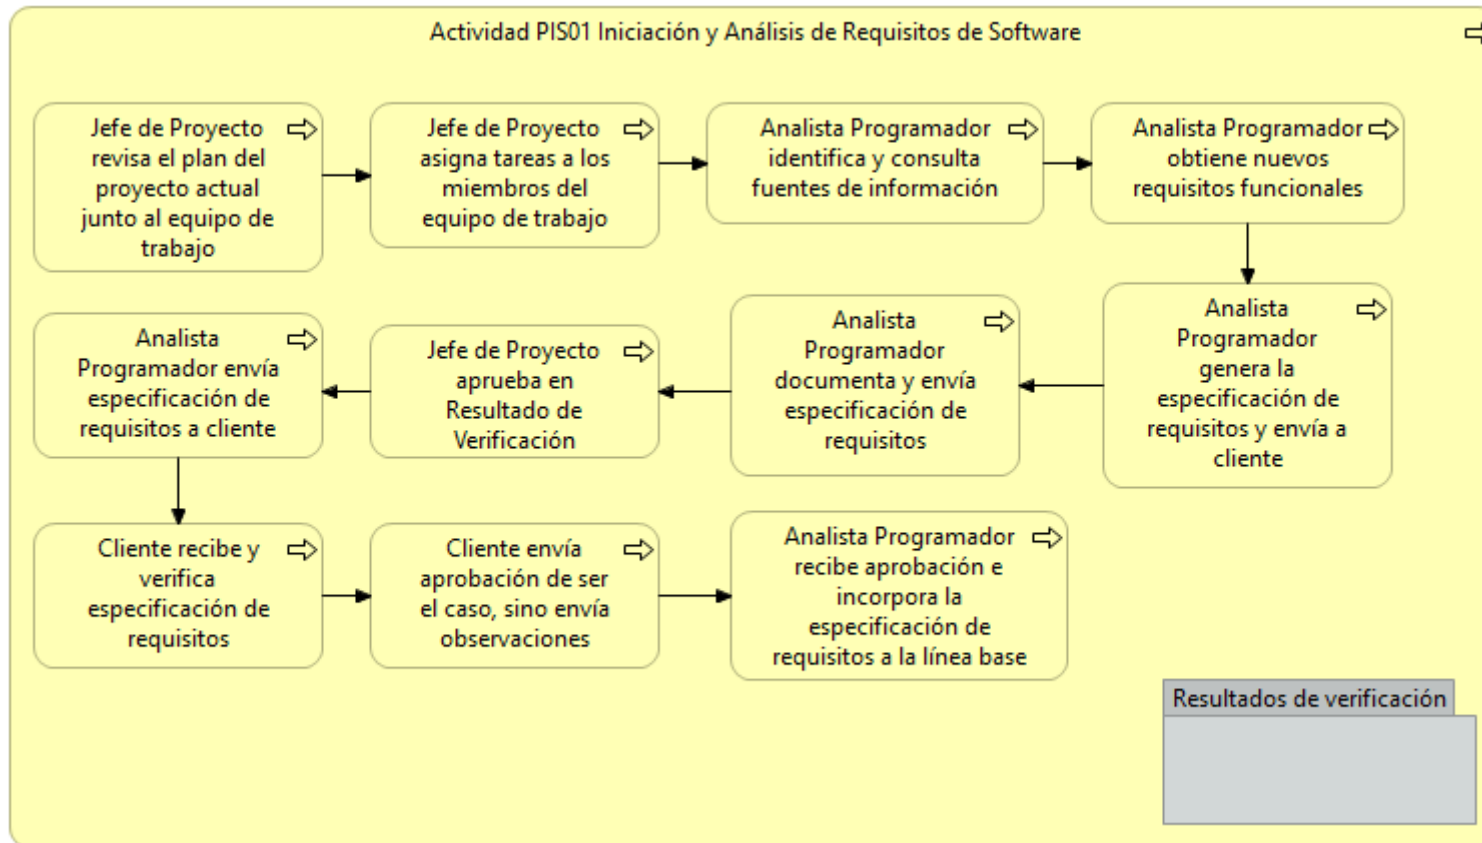 Actividad PIS01 Iniciación y Análisis de Requisitos de Software
Jefe de Proyecto
revisa el plan del
proyecto actual
junto al equipo de
trabajo
Jefe de Proyecto
asigna tareas a los
miembros del
equipo de trabajo
Analista Programador
identifica y consulta
fuentes de información
Analista Programador
obtiene nuevos
requisitos funcionales
Analista
Programador
genera la
especificación de
requisitos y envía a
cliente
Analista
Programador
documenta y envía
especificación de
requisitos
Jefe de Proyecto
aprueba en
Resultado de
Verificación
Analista
Programador envía
especificación de
requisitos a cliente
Cliente recibe y
verifica
especificación de
requisitos
Cliente envía
aprobación de ser
el caso, sino envía
observaciones
Analista Programador
recibe aprobación e
incorpora la
especificación de
requisitos a la línea base
Resultados de verificación